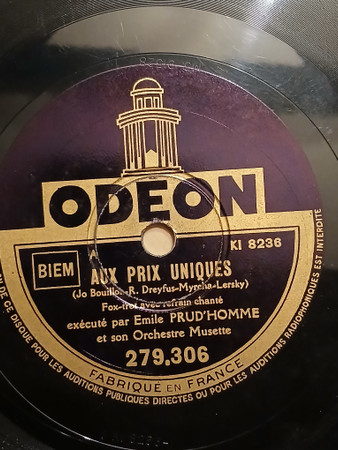 ODEON
KI 8236
BIEM
AUX PRIX UNIQUES
(Jo Bouillon-R. Dreyfus-Myrcha-Lersky)
Fox-trot avec refrain chanté
exécuté par Emile PRUD'HOMME
et son Orchestre Musette
279.306
FABRIQUÉ EN FRANCE
DE CE DISQUE POUR LES AUDITIONS PUBLIQUES DIRECTES OU POUR LES AUDITIONS RADIOPHONIQUES EST INTERDITE